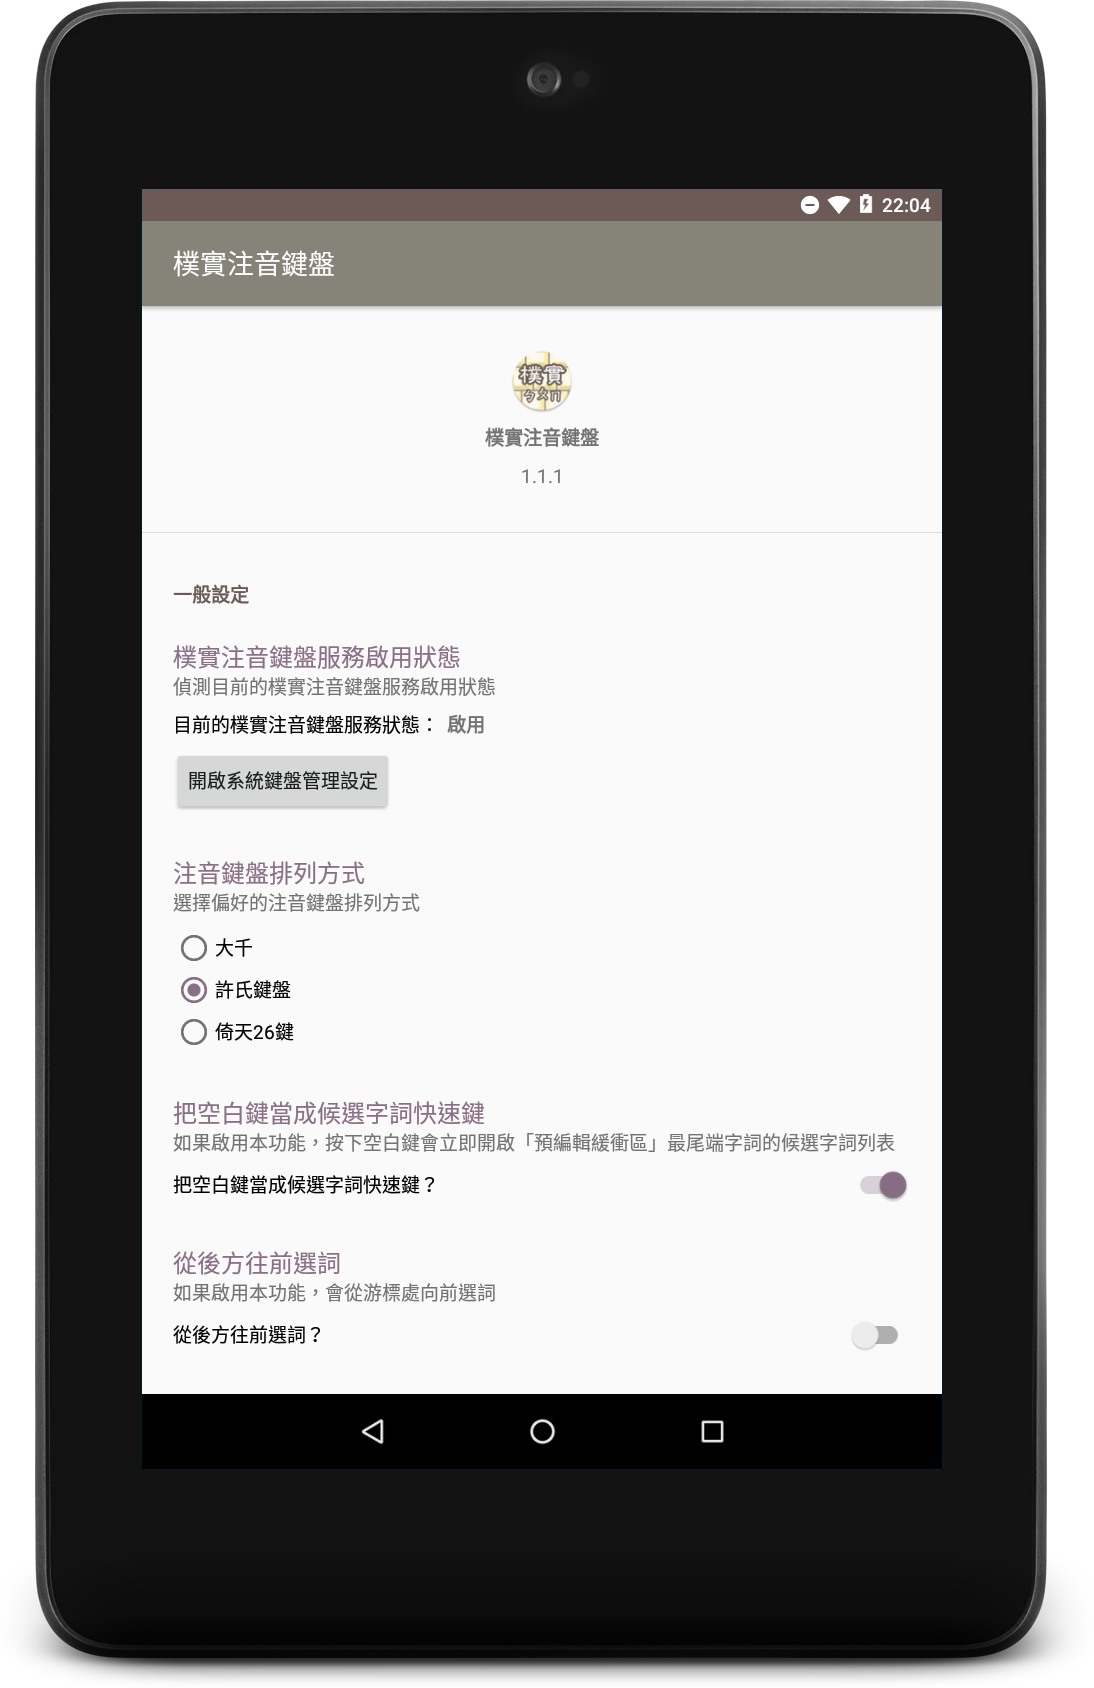 22:04
樸實注音鍵盤
樸實
ㄅㄆㄇ
樸實注音鍵盤
1.1.1
一般設定
樸實注音鍵盤服務啟用狀態
偵測目前的樸實注音鍵盤服務啟用狀態
目前的樸實注音鍵盤服務狀態： 啟用
開啟系統鍵盤管理設定
注音鍵盤排列方式
選擇偏好的注音鍵盤排列方式
大千
許氏鍵盤
倚天26鍵
把空白鍵當成候選字詞快速鍵
如果啟用本功能，按下空白鍵會立即開啟「預編輯緩衝區」最尾端字詞的候選字詞列表
把空白鍵當成候選字詞快速鍵？
從後方往前選詞
如果啟用本功能，會從游標處向前選詞
從後方往前選詞？